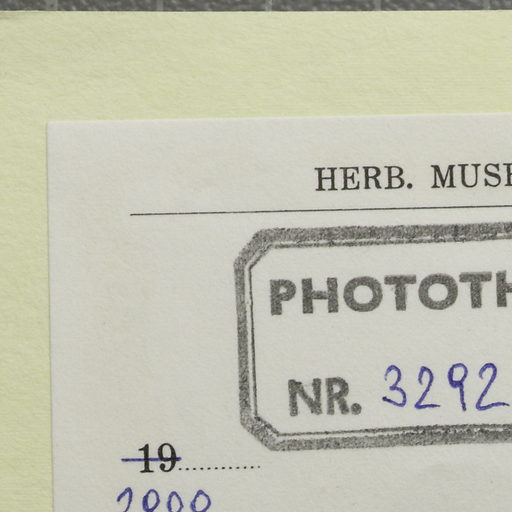 HERB. MUSE
PHOTOTH
NR. 3292
19............